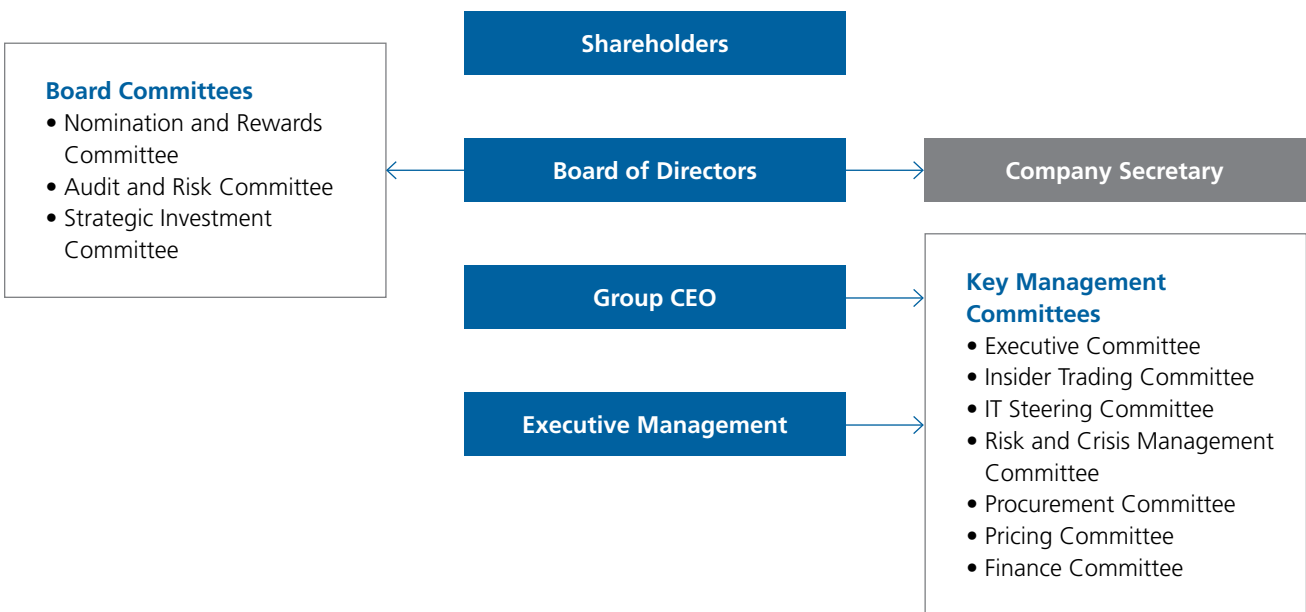 Shareholders
Board Committees
• Nomination and Rewards
Committee
• Audit and Risk Committee
• Strategic Investment
Committee
Board of Directors
Company Secretary
Group CEO
Executive Management
Key Management
Committees
• Executive Committee
• Insider Trading Committee
• IT Steering Committee
• Risk and Crisis Management
Committee
• Procurement Committee
• Pricing Committee
• Finance Committee